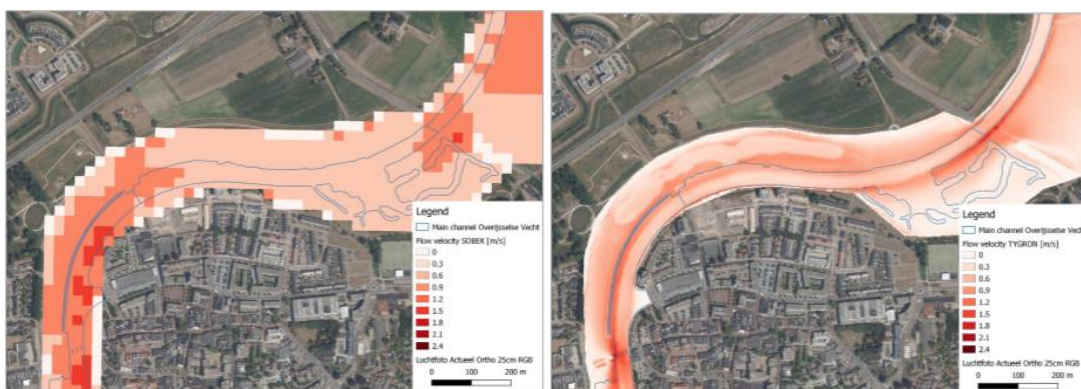 Legend
Main channel Overijsselse Vecht
Flow velocity SOBEK [m/s]
0
0.3
0.6
0.9
1.2
1.5
1.8
2.1
2.4
Luchtfoto Actueel Ortho 25cm RGB
0 100 200 m
Legend
Main channel Overijsselse Vecht
Flow velocity TYGRON [m/s]
0
0.3
0.6
0.9
1.2
1.5
1.8
2.1
2.4
Luchtfoto Actueel Ortho 25cm RGB
0 100 200 m